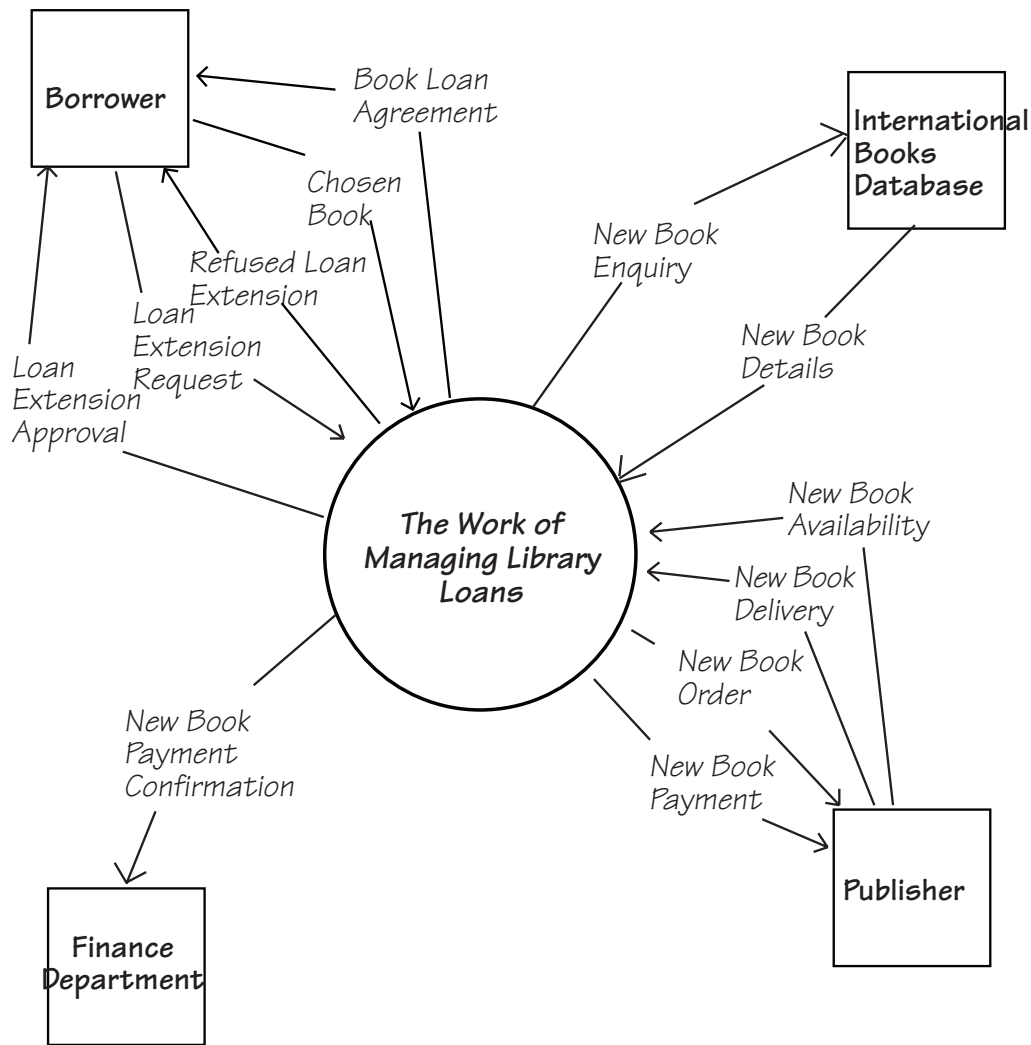 Borrower
Book Loan
Agreement
International
Books
Database
Chosen
Book
New Book
Enquiry
Refused Loan
Extension
Loan
Extension
Request
New Book
Details
Loan
Extension
Approval
New Book
Availability
The Work of
Managing Library
Loans
New Book
Delivery
New Book
Order
New Book
Payment
Confirmation
New Book
Payment
Publisher
Finance
Department